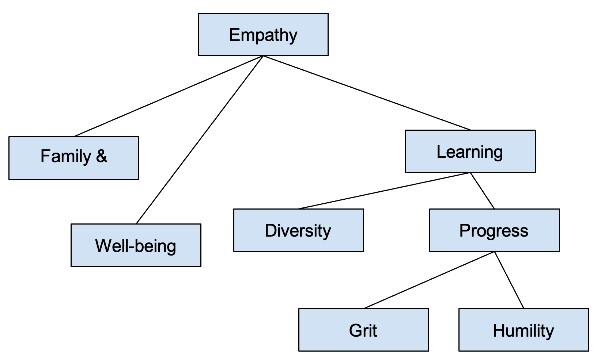 Empathy
Family &
Learning
Well-being
Diversity
Progress
Grit
Humility